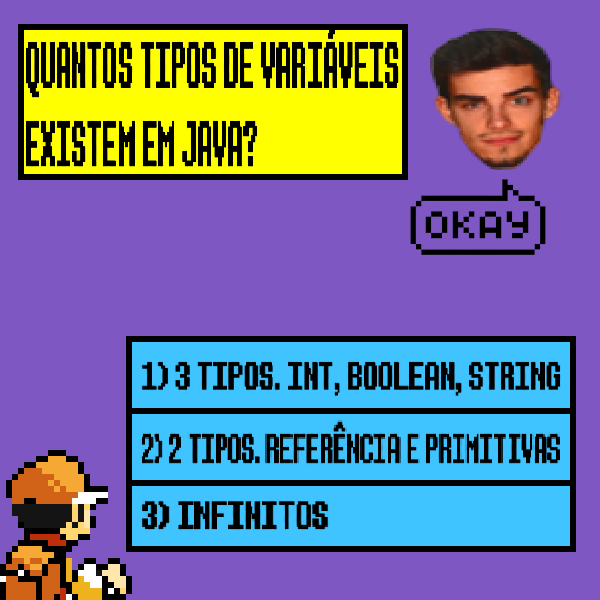 QUANTOS TIPOS DE VARIÁVEIS
EXISTEM EM JAVA?
OKAY
1) 3 TIPOS. INT, BOOLEAN, STRING
2) 2 TIPOS. REFERÊNCIA E PRIMITIVAS
3) INFINITOS